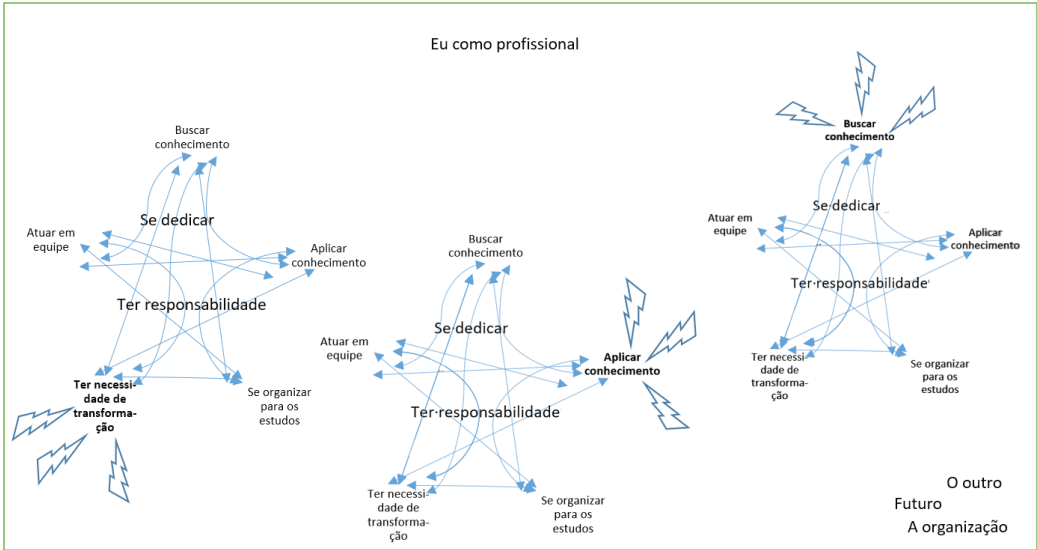 Eu como profissional
Buscar
conhecimento
Se dedicar
Atuar em
equipe
Aplicar
conhecimento
Ter responsabilidade
Ter necessi-
dade de
transforma-
ção
Se organizar
para os
estudos
Buscar
conhecimento
Se dedicar
Atuar em
equipe
Aplicar
conhecimento
Ter·responsabilidade
Ter necessi-
dade de
transforma-
ção
Se organizar
para os
estudos
Buscar
conhecimento
Se·dedicar
Atuar em
equipe
Aplicar
conhecimento
Ter·responsabilidade
Ter necessi-
dade de
transforma-
ção
Se organizar
para os
estudos
O outro
Futuro
A organização